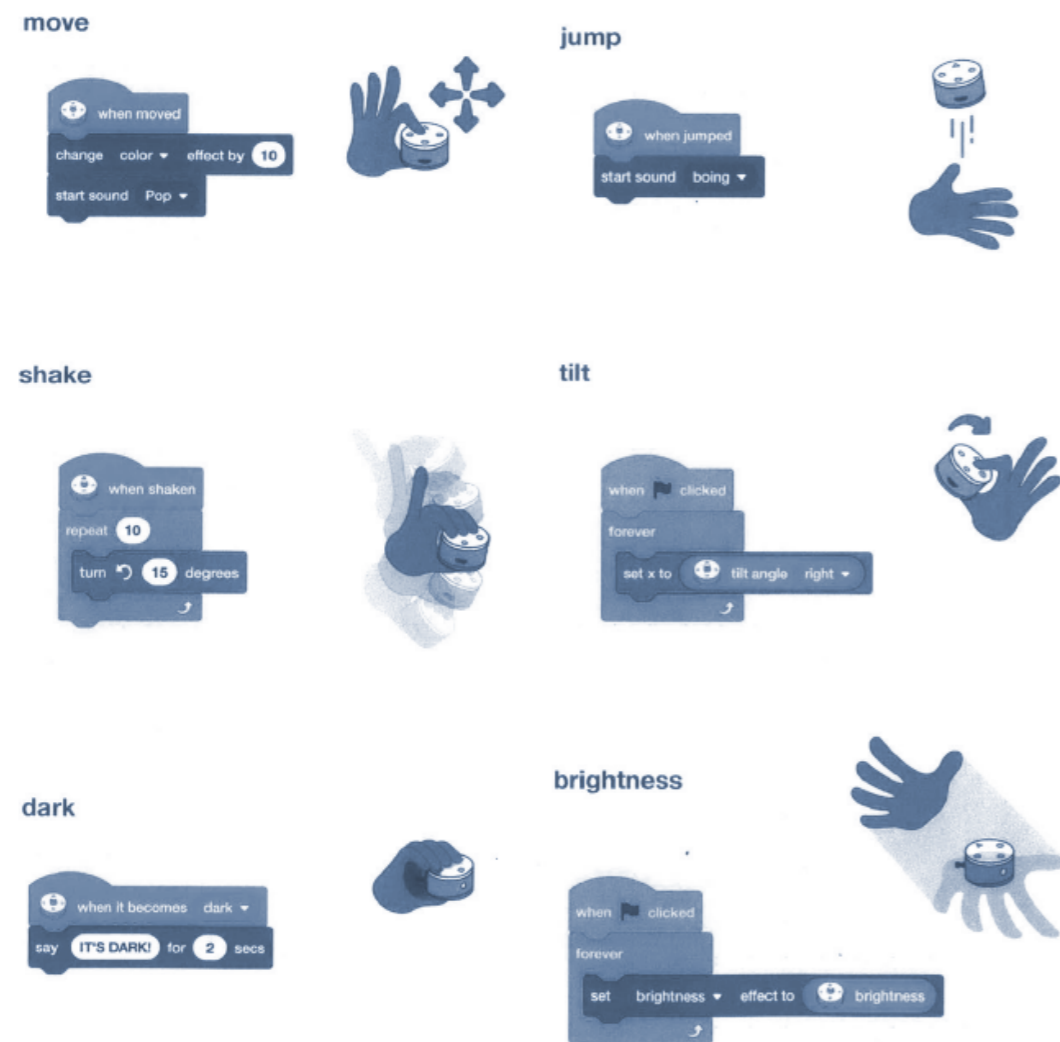 move
when moved
change color effect by 10
start sound Pop
jump
when jumped
start sound boing
shake
when shaken
repeat 10
turn 15 degrees
tilt
when clicked
forever
set x to tilt angle right
dark
when it becomes dark
say IT'S DARK! for 2 secs
brightness
when clicked
forever
set brightness effect to brightness